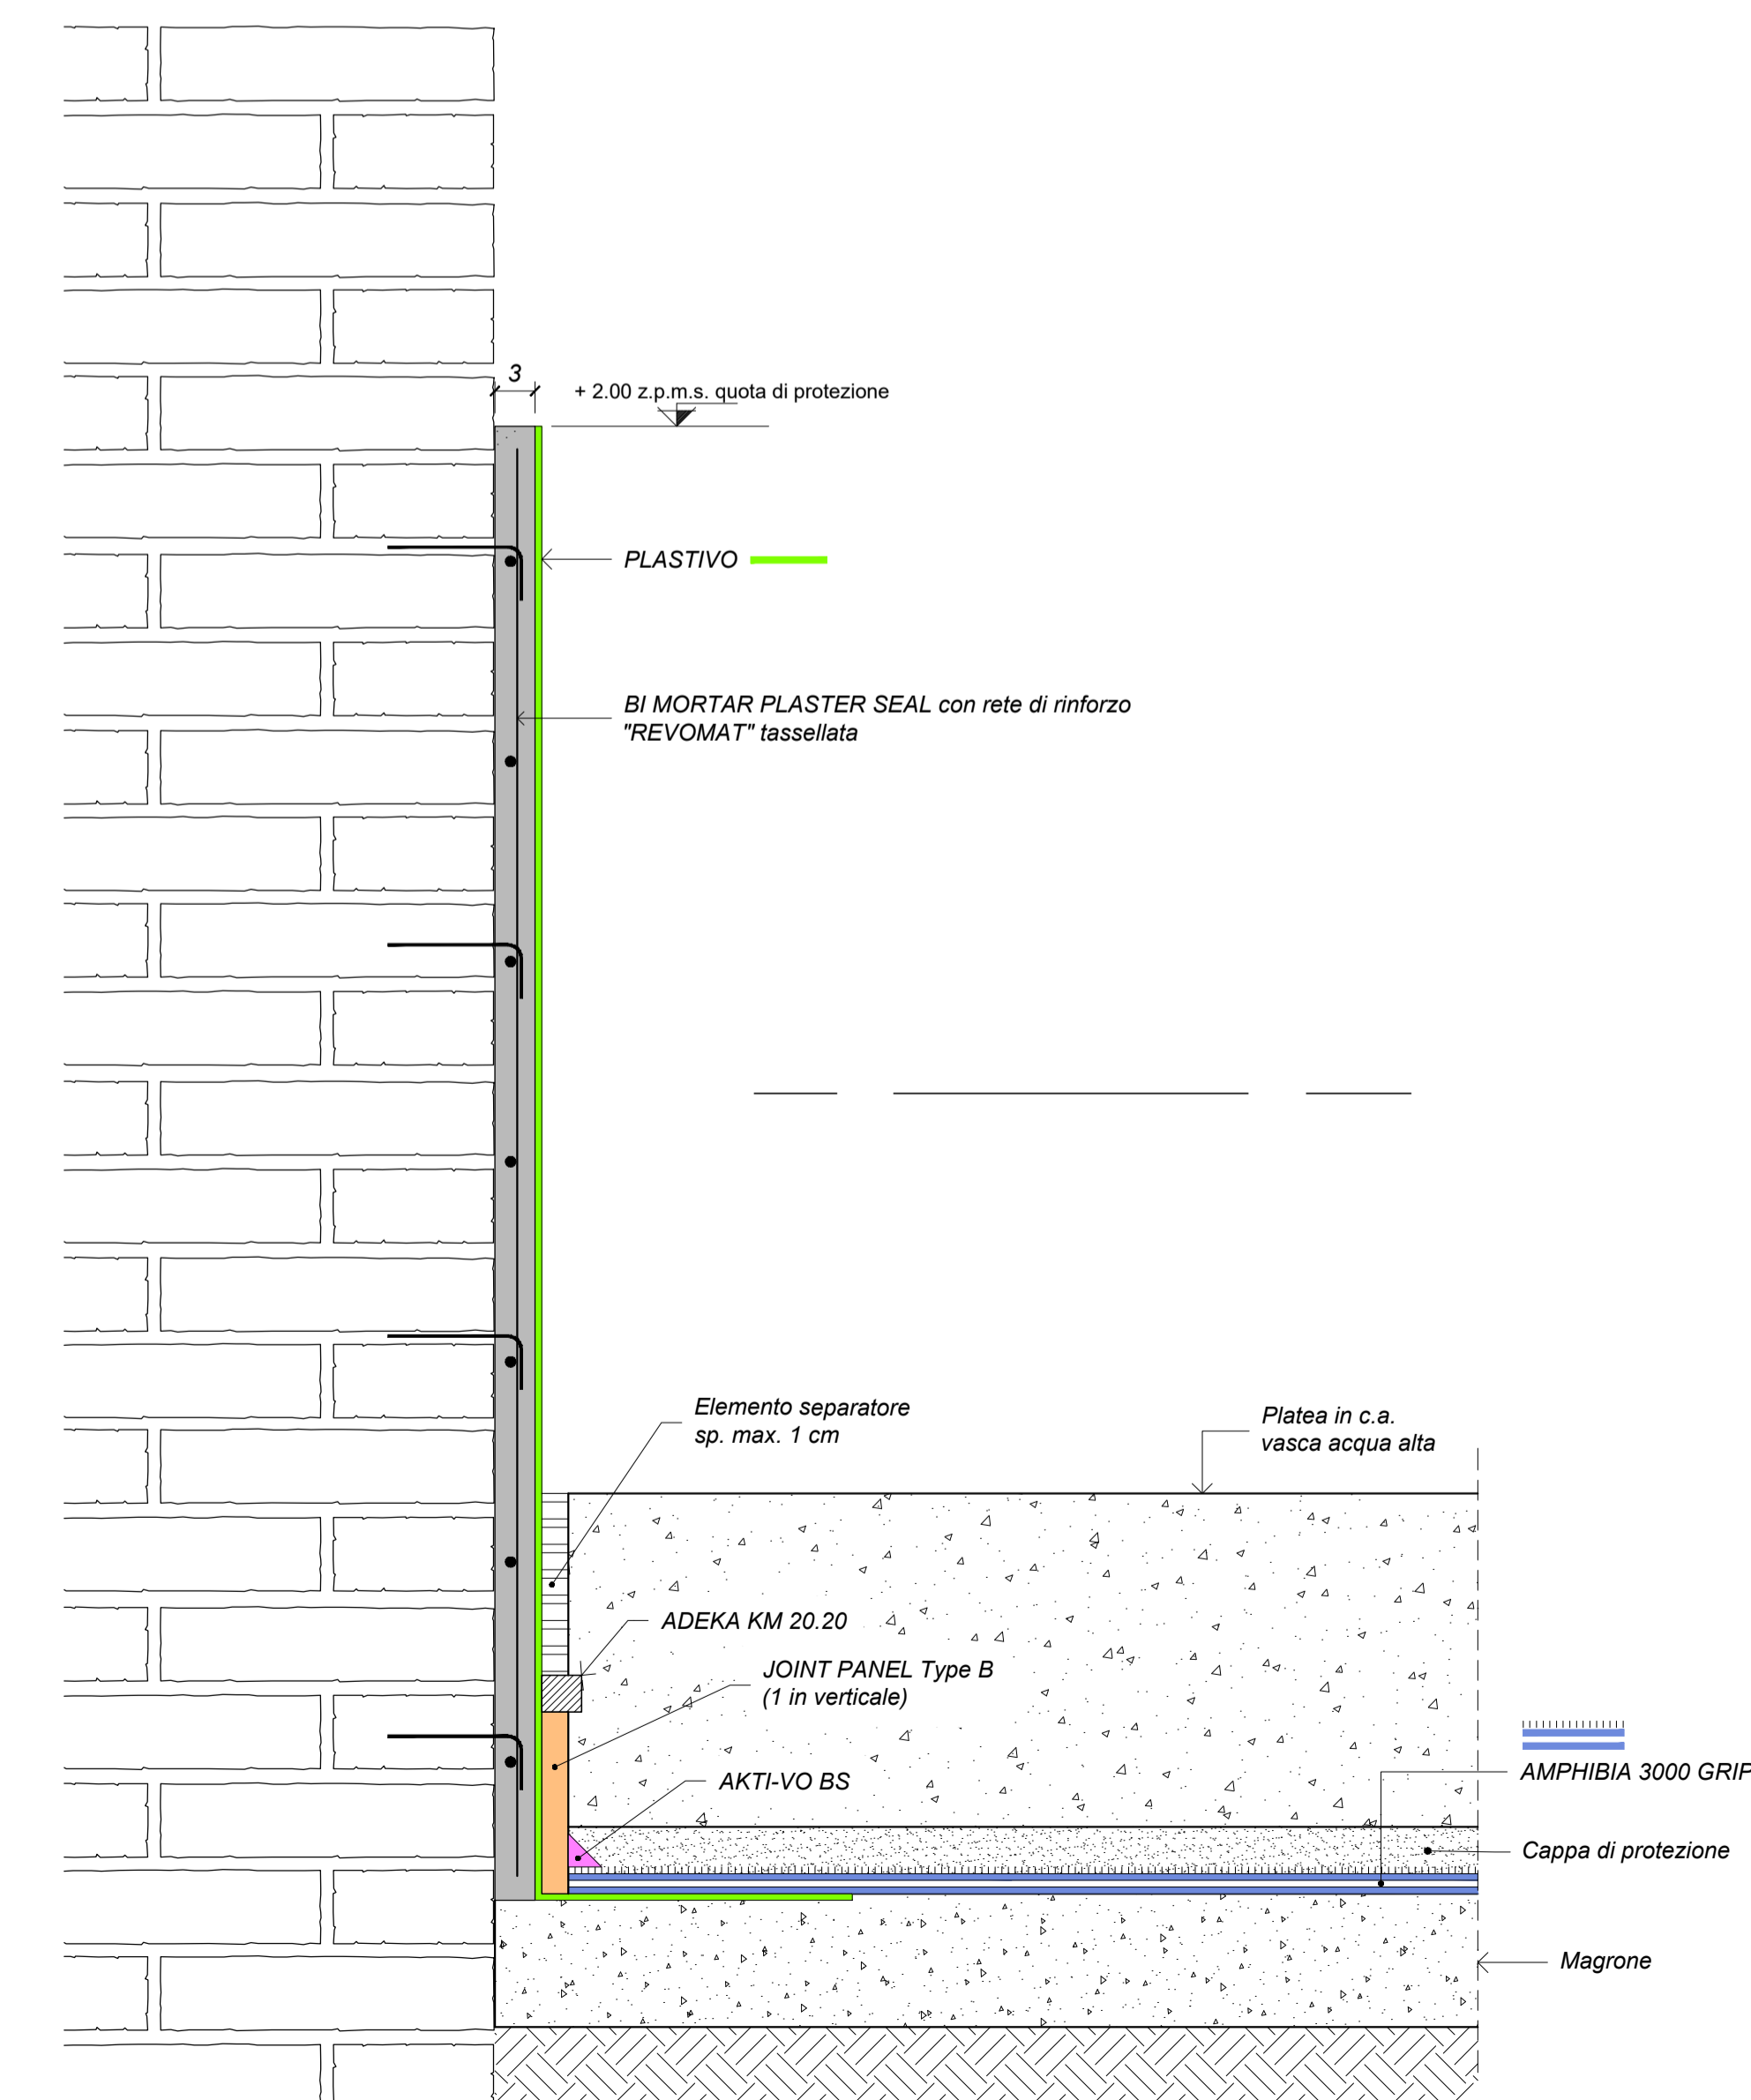 3
+ 2.00 z.p.m.s. quota di protezione
PLASTIVO
BI MORTAR PLASTER SEAL con rete di rinforzo
"REVOMAT" tassellata
Elemento separatore
sp. max. 1 cm
Platea in c.a.
vasca acqua alta
ADEKA KM 20.20
JOINT PANEL Type B
(1 in verticale)
AKTI-VO BS
AMPHIBIA 3000 GRIP
Cappa di protezione
Magrone